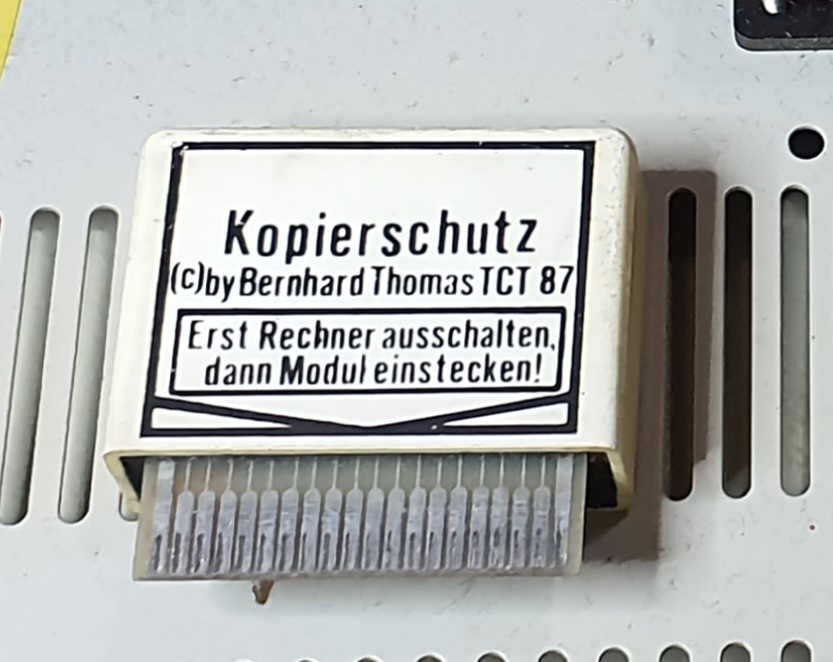 Kopierschutz
(c)by Bernhard Thomas TCT 87
Erst Rechner ausschalten,
dann Modul einstecken!